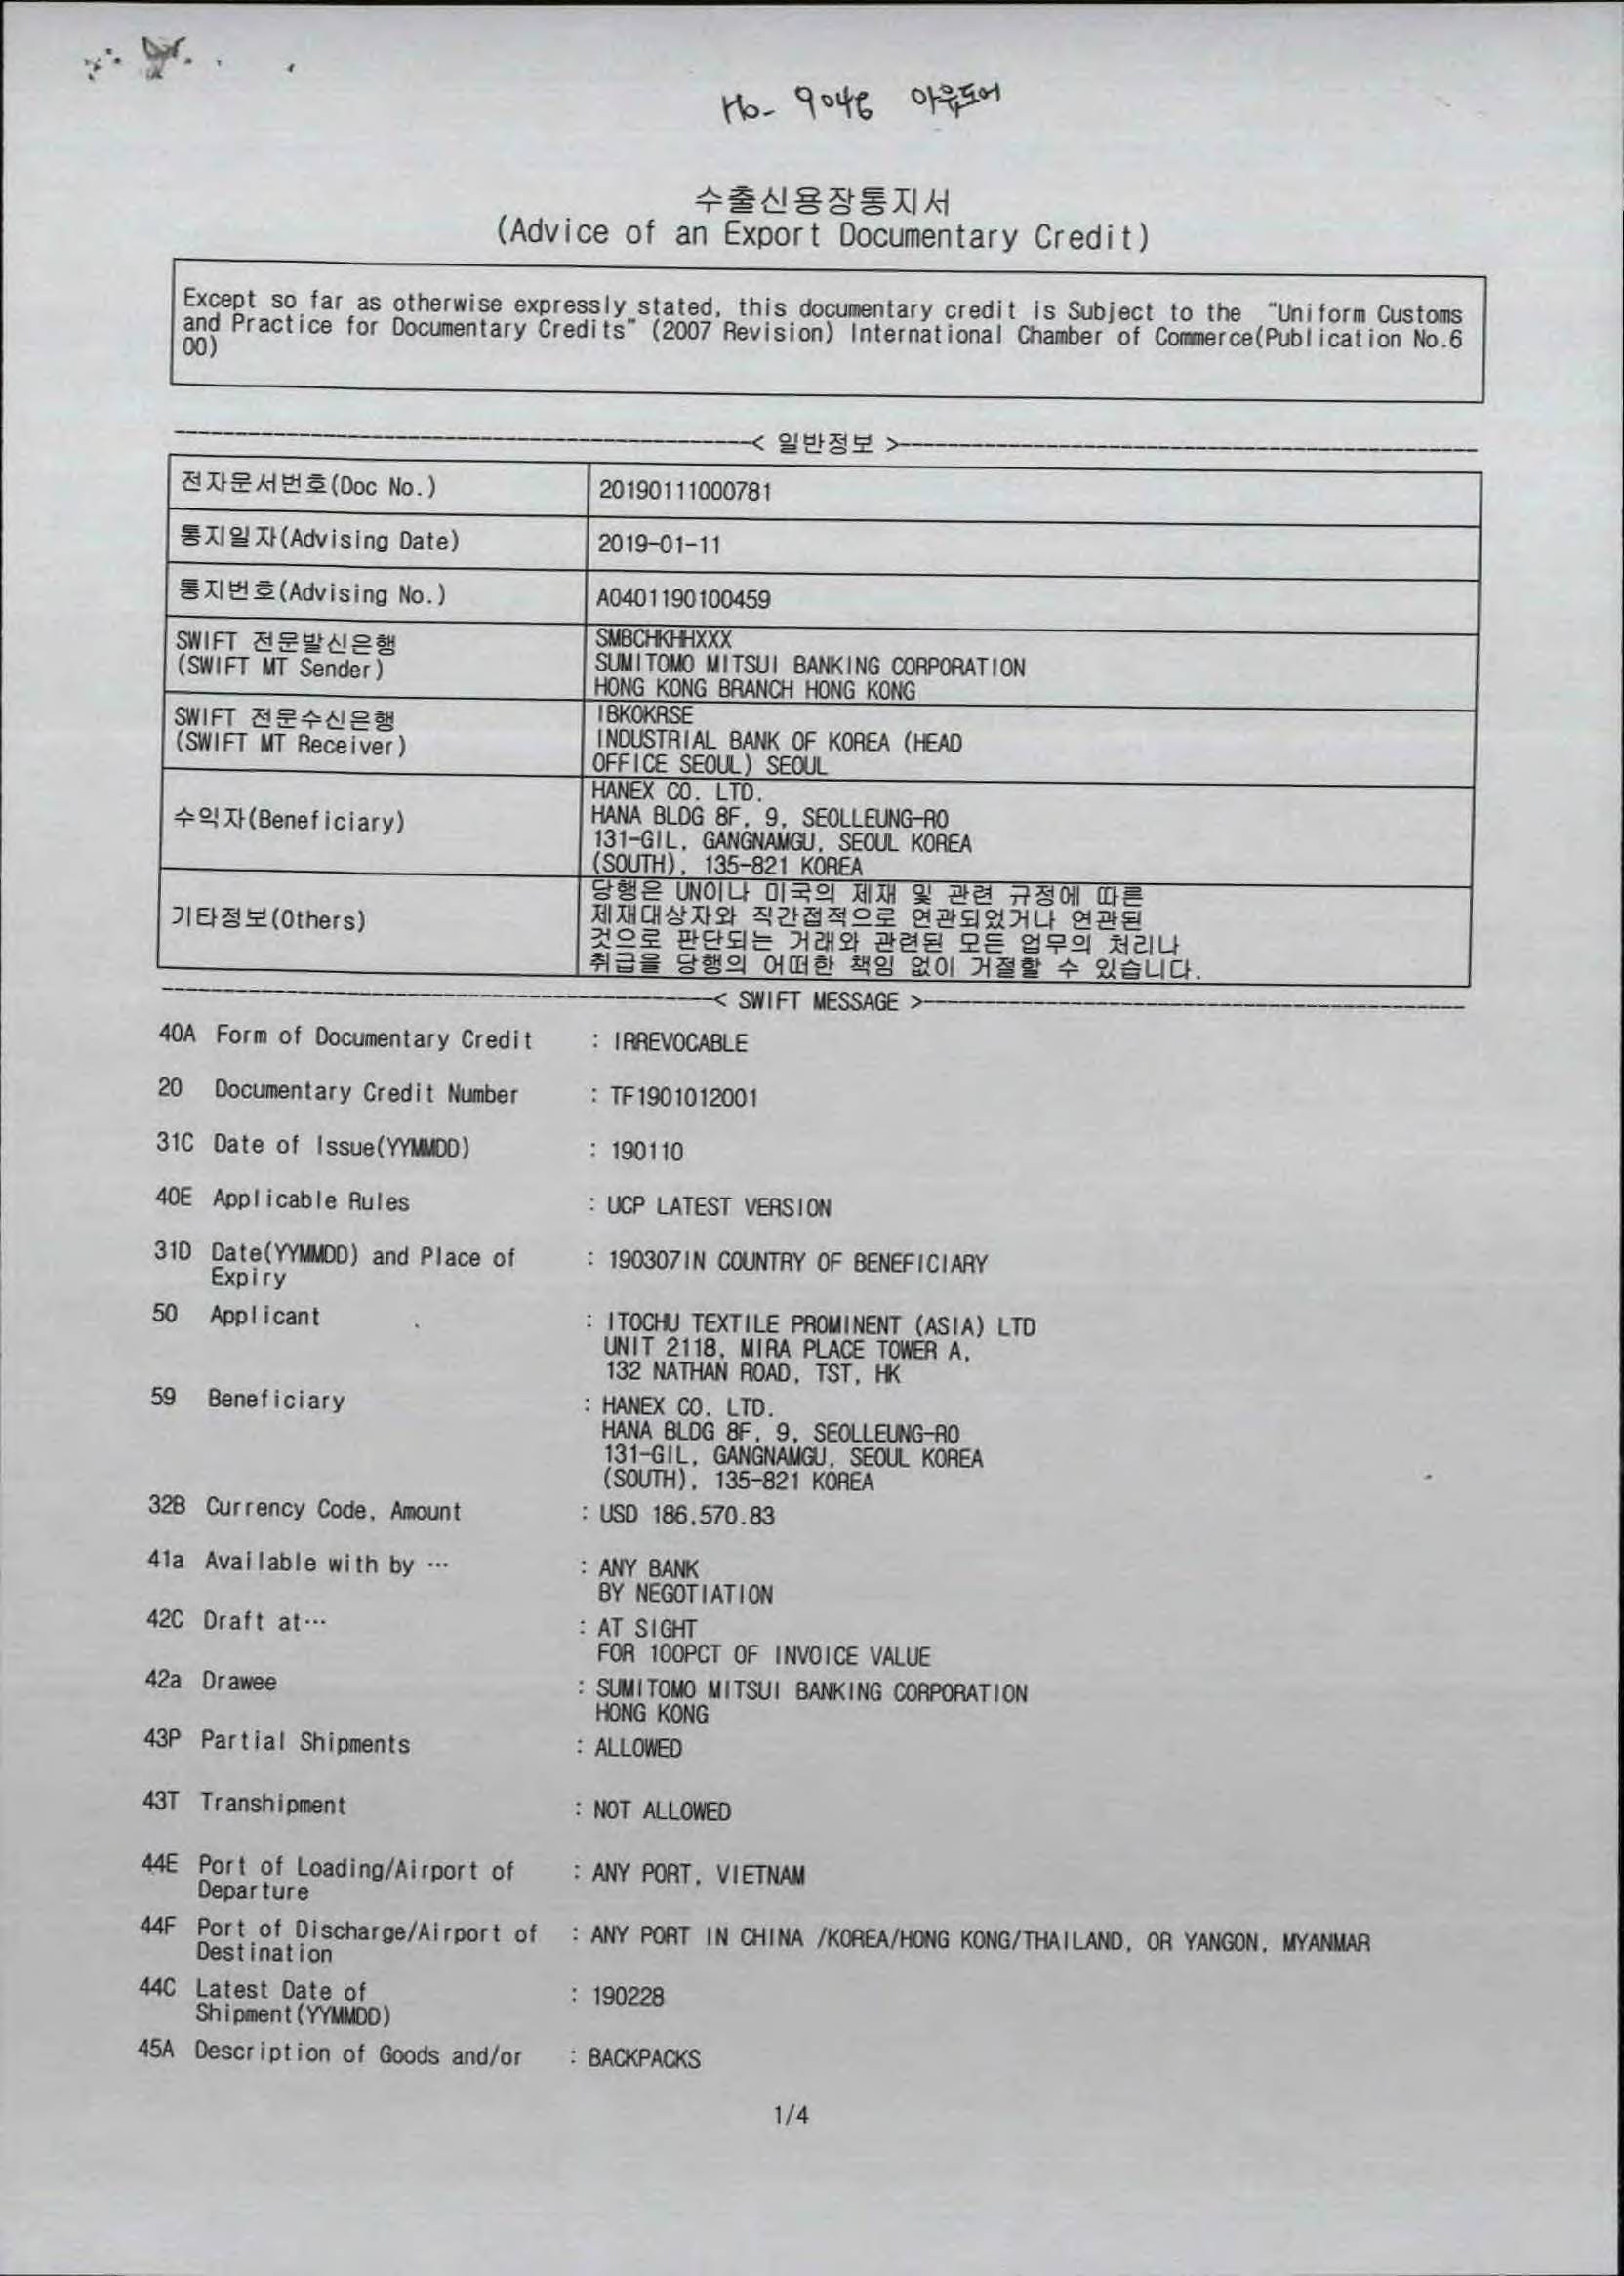 Ho- 9046 아웃도어
수출신용장통지서
(Advice of an Export Documentary Credit)
Except so far as otherwise expressly stated, this documentary credit is Subject to the "Uniform Customs
and Practice for Documentary Credits" (2007 Revision) International Chamber of Commerce(Publication No.6
00)
< 일반정보 >
전자문서번호(Doc No.) 20190111000781
통지일자(Advising Date) 2019-01-11
통지번호(Advising No.) A0401190100459
SWIFT 전문발신은행 SMBCHKHHXXX
(SWIFT MT Sender) SUMITOMO MITSUI BANKING CORPORATION
HONG KONG BRANCH HONG KONG
SWIFT 전문수신은행 IBKOKRSE
(SWIFT MT Receiver) INDUSTRIAL BANK OF KOREA (HEAD
OFFICE SEOUL) SEOUL
HANEX CO. LTD.
수익자(Beneficiary) HANA BLDG 8F, 9, SEOLLEUNG-RO
131-GIL, GANGNAMGU, SEOUL KOREA
(SOUTH), 135-821 KOREA
당행은 UN이나 미국의 제재 및 관련 규정에 따른
기타정보(Others) 제재대상자와 직간접적으로 연관되었거나 연관된
것으로 판단되는 거래와 관련된 모든 업무의 처리나
취급을 당행의 어떠한 책임 없이 거절할 수 있습니다.
< SWIFT MESSAGE >
40A Form of Documentary Credit : IRREVOCABLE
20 Documentary Credit Number : TF1901012001
31C Date of Issue(YYMMDD) : 190110
40E Applicable Rules : UCP LATEST VERSION
31D Date(YYMMDD) and Place of : 190307IN COUNTRY OF BENEFICIARY
Expiry
50 Applicant : ITOCHU TEXTILE PROMINENT (ASIA) LTD
UNIT 2118, MIRA PLACE TOWER A,
132 NATHAN ROAD, TST, HK
59 Beneficiary : HANEX CO. LTD.
HANA BLDG 8F, 9, SEOLLEUNG-RO
131-GIL, GANGNAMGU, SEOUL KOREA
(SOUTH), 135-821 KOREA
32B Currency Code, Amount : USD 186,570.83
41a Available with by … : ANY BANK
BY NEGOTIATION
42C Draft at… : AT SIGHT
FOR 100PCT OF INVOICE VALUE
42a Drawee : SUMITOMO MITSUI BANKING CORPORATION
HONG KONG
43P Partial Shipments : ALLOWED
43T Transhipment : NOT ALLOWED
44E Port of Loading/Airport of : ANY PORT, VIETNAM
Departure
44F Port of Discharge/Airport of : ANY PORT IN CHINA /KOREA/HONG KONG/THAILAND, OR YANGON, MYANMAR
Destination
44C Latest Date of : 190228
Shipment(YYMMDD)
45A Description of Goods and/or : BACKPACKS
1/4